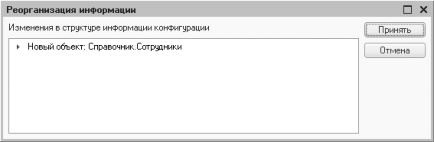 Реорганизация информации
Изменения в структуре информации конфигурации
Принять
Новый объект: Справочник.Сотрудники
Отмена